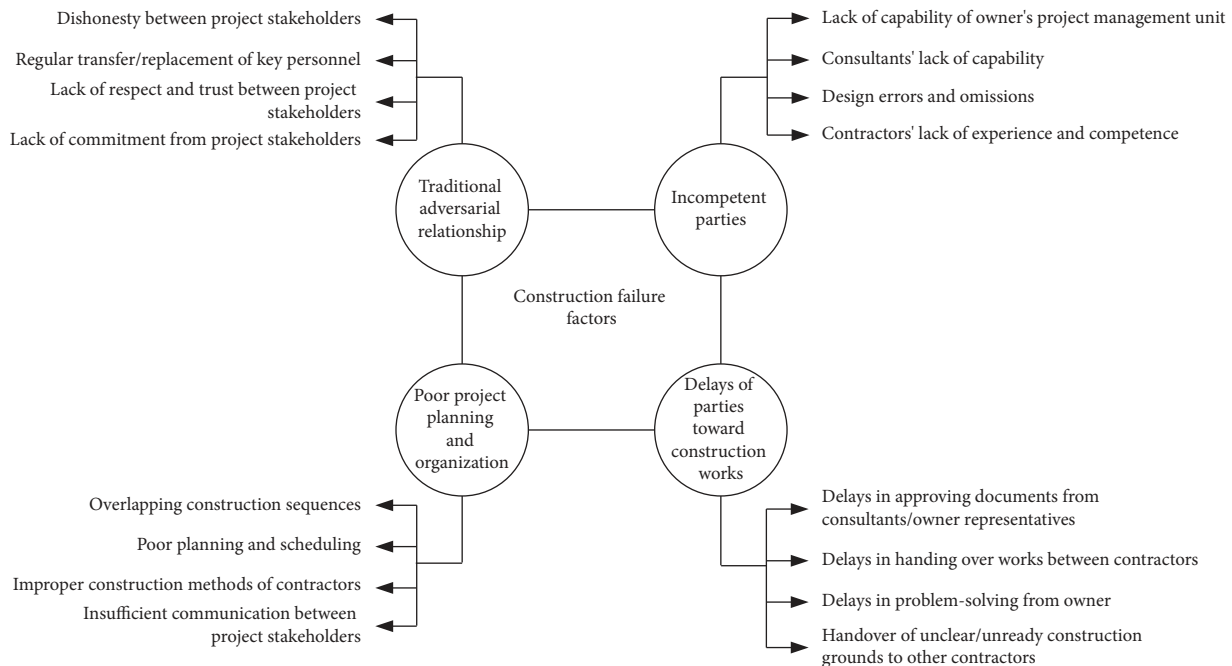 Dishonesty between project stakeholders
Regular transfer/replacement of key personnel
Lack of respect and trust between project
stakeholders
Lack of commitment from project stakeholders
Lack of capability of owner's project management unit
Consultants' lack of capability
Design errors and omissions
Contractors' lack of experience and competence
Traditional
adversarial
relationship
Incompetent
parties
Construction failure
factors
Poor project
planning
and
organization
Delays of
parties
toward
construction
works
Overlapping construction sequences
Poor planning and scheduling
Improper construction methods of contractors
Insufficient communication between
project stakeholders
Delays in approving documents from
consultants/owner representatives
Delays in handing over works between contractors
Delays in problem-solving from owner
Handover of unclear/unready construction
grounds to other contractors